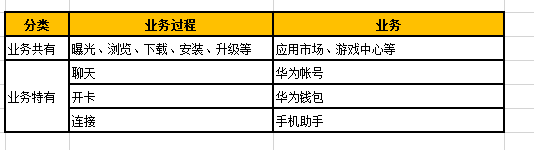 分类 业务过程 业务
业务共有 曝光、浏览、下载、安装、升级等 应用市场、游戏中心等
业务特有 聊天 华为帐号
开卡 华为钱包
连接 手机助手